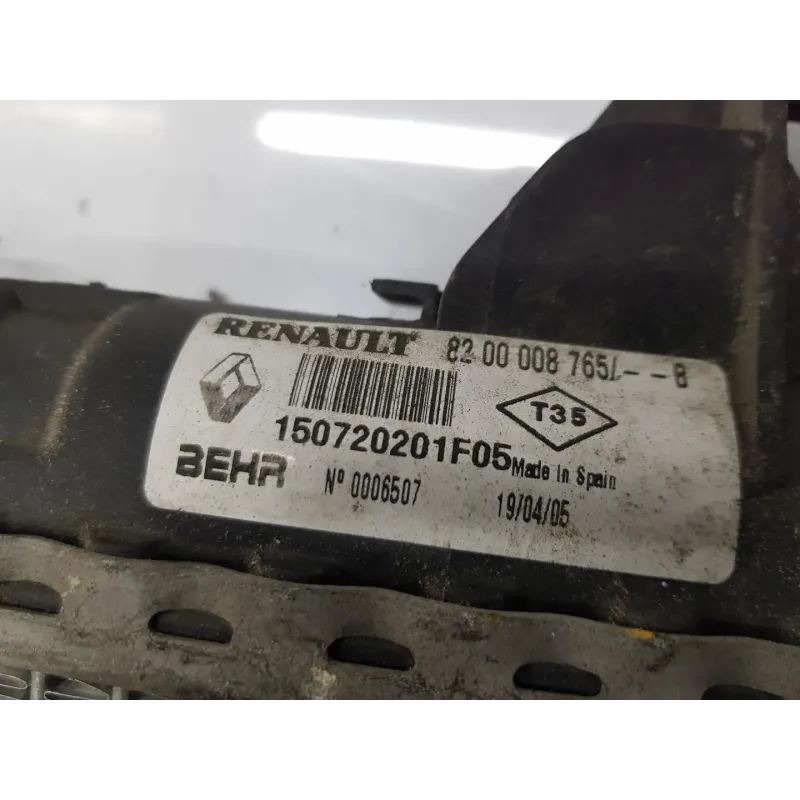 RENAULT 82 00 008 765/- - - B
T35
150720201F05 Made In Spain
BEHR Nº 0006507 19/04/05